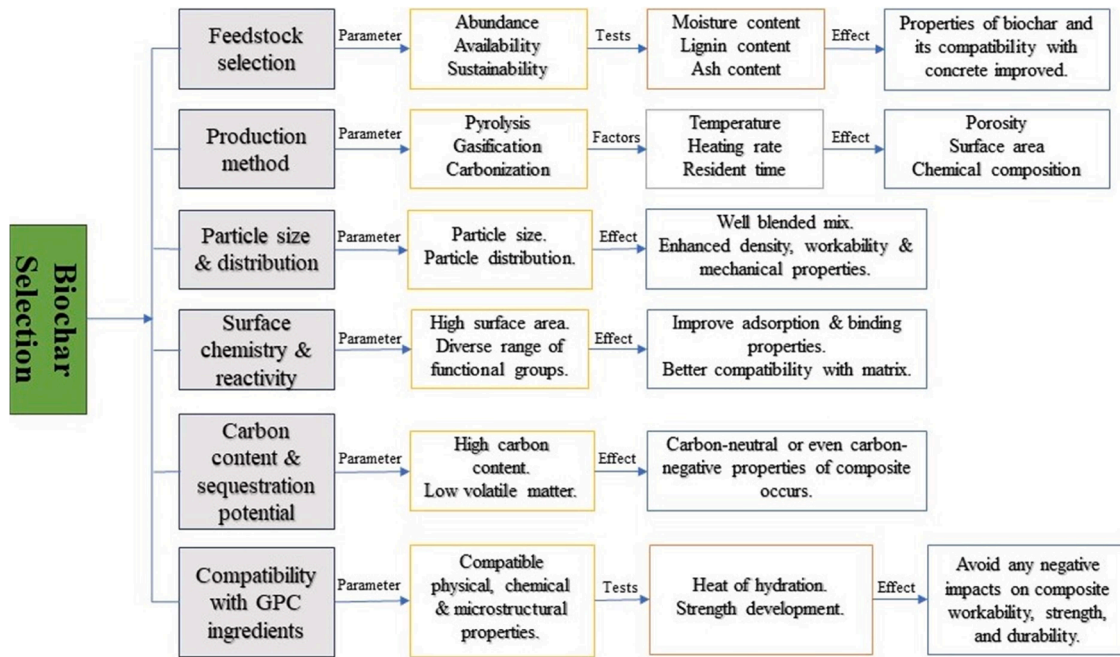 Biochar
Selection
Feedstock
selection
Parameter
Abundance
Availability
Sustainability
Tests
Moisture content
Lignin content
Ash content
Effect
Properties of biochar and
its compatibility with
concrete improved.
Production
method
Parameter
Pyrolysis
Gasification
Carbonization
Factors
Temperature
Heating rate
Resident time
Effect
Porosity
Surface area
Chemical composition
Particle size
& distribution
Parameter
Particle size.
Particle distribution.
Effect
Well blended mix.
Enhanced density, workability &
mechanical properties.
Surface
chemistry &
reactivity
Parameter
High surface area.
Diverse range of
functional groups.
Effect
Improve adsorption & binding
properties.
Better compatibility with matrix.
Carbon
content &
sequestration
potential
Parameter
High carbon
content.
Low volatile matter.
Effect
Carbon-neutral or even carbon-
negative properties of composite
occurs.
Compatibility
with GPC
ingredients
Parameter
Compatible
physical, chemical
& microstructural
properties.
Tests
Heat of hydration.
Strength development.
Effect
Avoid any negative
impacts on composite
workability, strength,
and durability.